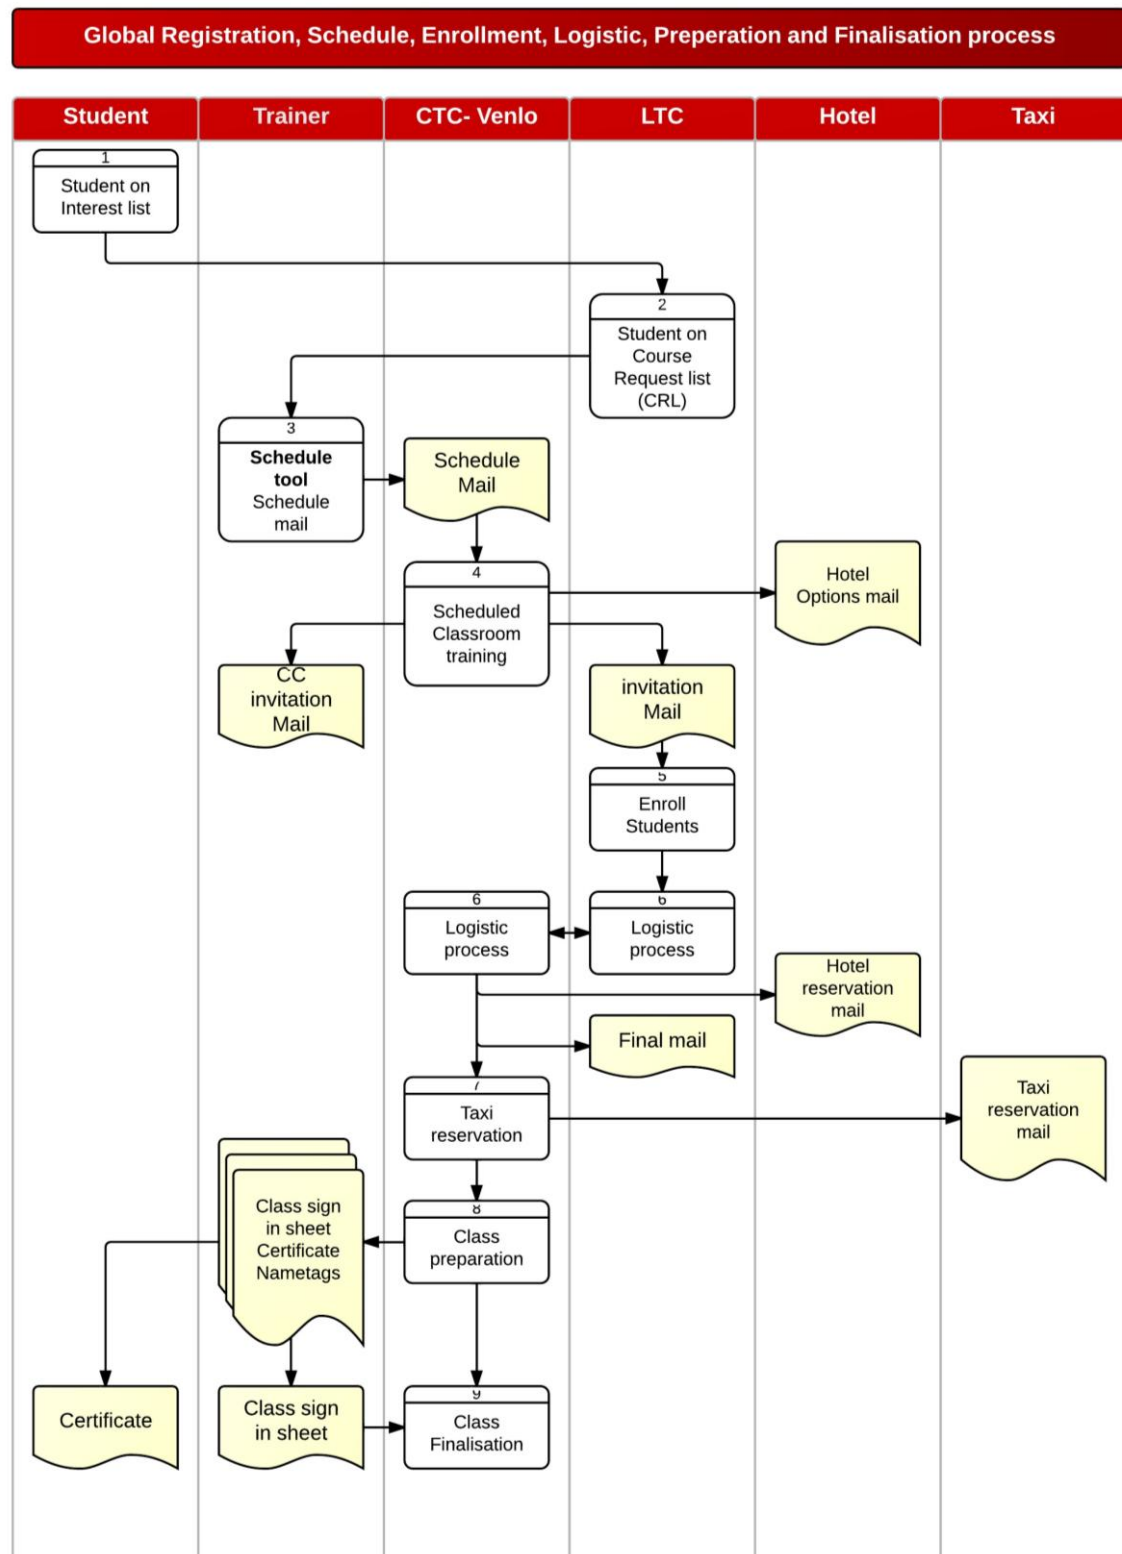 Global Registration, Schedule, Enrollment, Logistic, Preperation and Finalisation process
Student
Trainer
CTC- Venlo
LTC
Hotel
Taxi
1
Student on
Interest list
2
Student on
Course
Request list
(CRL)
3
Schedule
tool
Schedule
mail
Schedule
Mail
4
Scheduled
Classroom
training
Hotel
Options mail
CC
invitation
Mail
invitation
Mail
5
Enroll
Students
6
Logistic
process
6
Logistic
process
Hotel
reservation
mail
Final mail
7
Taxi
reservation
Taxi
reservation
mail
8
Class
preparation
Class sign
in sheet
Certificate
Nametags
Certificate
Class sign
in sheet
9
Class
Finalisation